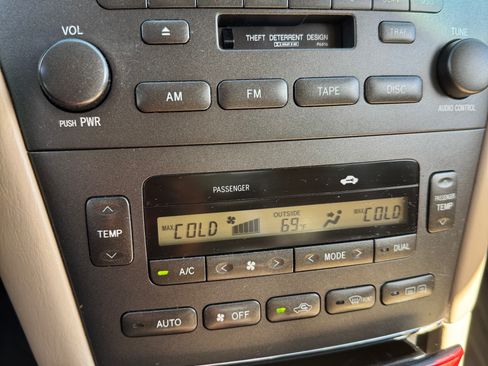 VOL
THEFT DETERRENT DESIGN
TRAF
TUNE
AM
FM
TAPE
DISC
PUSH PWR
AUDIO CONTROL
PASSENGER
MAX COLD
OUTSIDE
69°F
MAX COLD
TEMP
PASSENGER TEMP
A/C
MODE
DUAL
AUTO
OFF